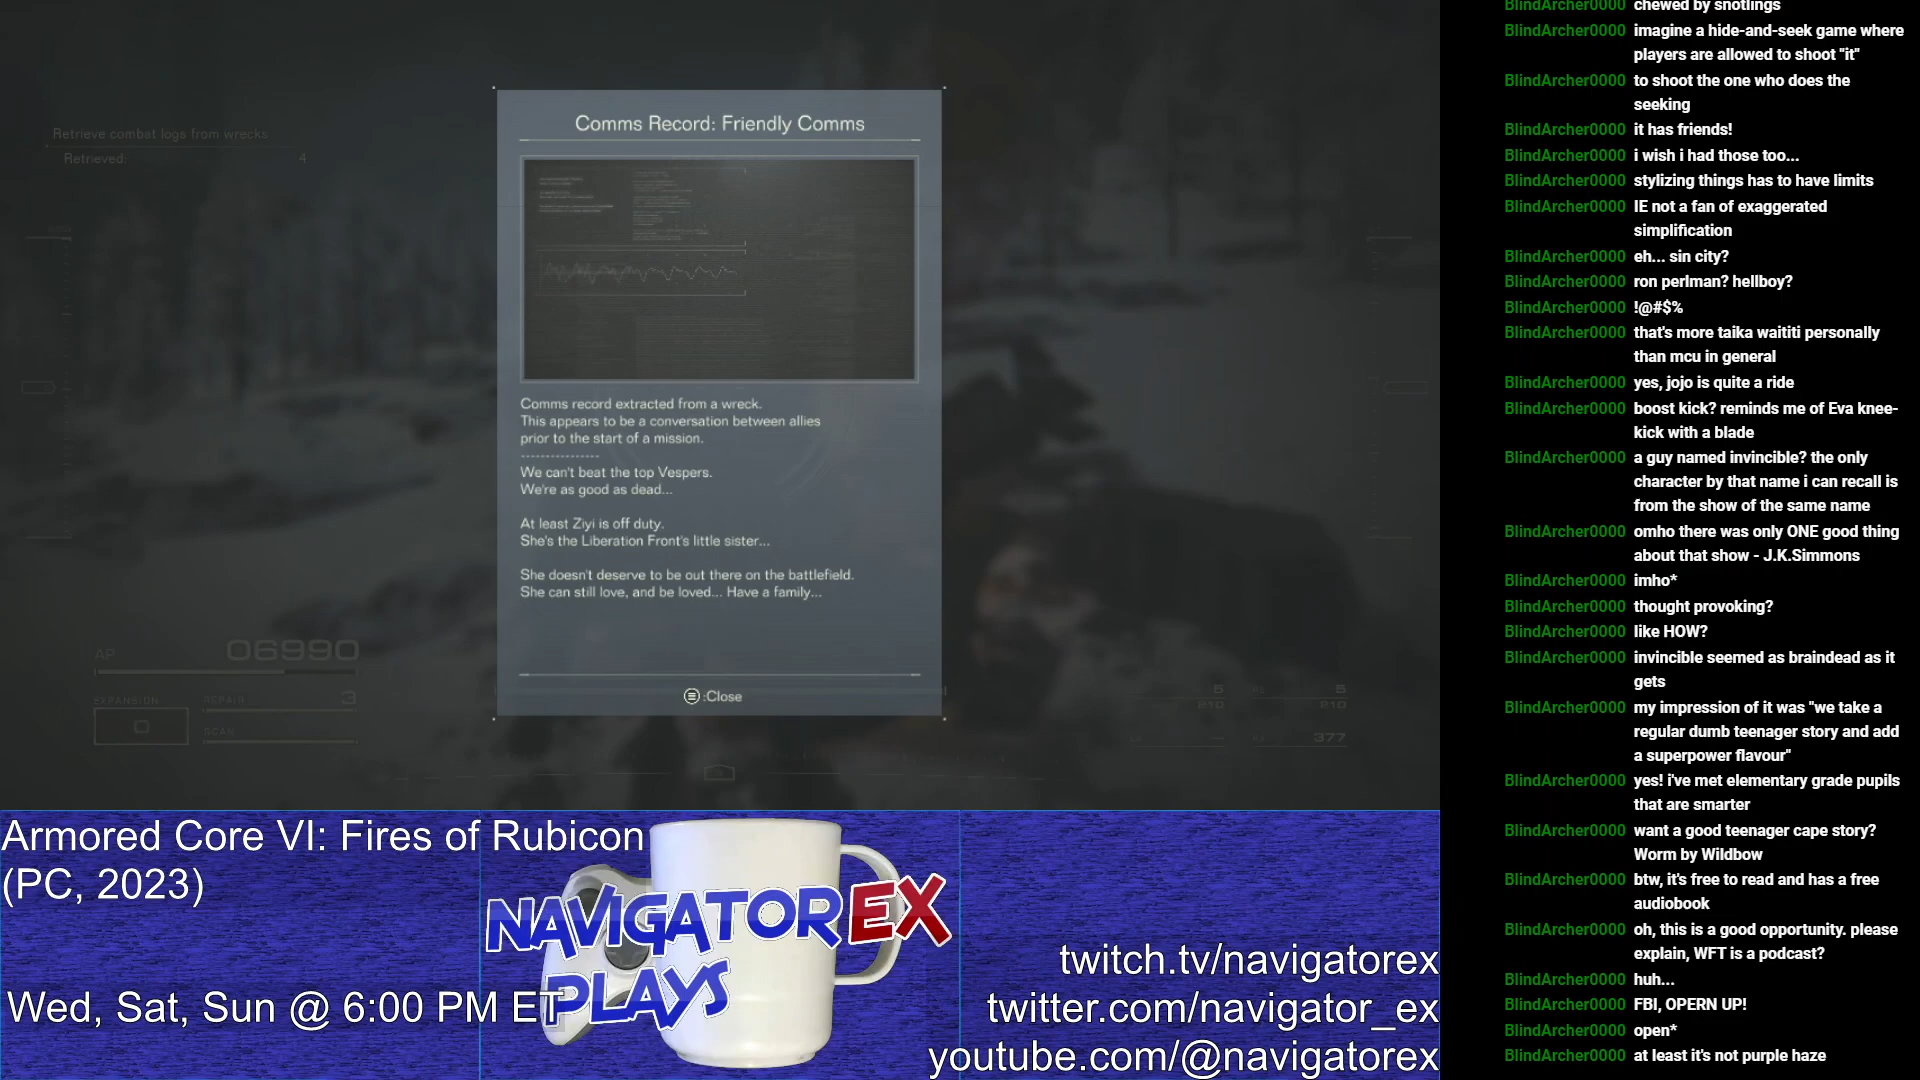 Retrieve combat logs from wrecks.
Retrieved: 4
Comms Record: Friendly Comms
Comms record extracted from a wreck.
This appears to be a conversation between allies
prior to the start of a mission.
----------------
We can't beat the top Vespers.
We're as good as dead...
At least Ziyi is off duty.
She's the Liberation Front's little sister...
She doesn't deserve to be out there on the battlefield.
She can still love, and be loved... Have a family...
:Close
AP 06990
EXPANSION
REPAIR 3
SCAN
5 5
210 210
377
Armored Core VI: Fires of Rubicon
(PC, 2023)
Wed, Sat, Sun @ 6:00 PM ET
NAVIGATOREX
PLAYS
twitch.tv/navigatorex
twitter.com/navigator_ex
youtube.com/@navigatorex
BlindArcher0000 chewed by snotlings
BlindArcher0000 imagine a hide-and-seek game where
players are allowed to shoot "it"
BlindArcher0000 to shoot the one who does the
seeking
BlindArcher0000 it has friends!
BlindArcher0000 i wish i had those too...
BlindArcher0000 stylizing things has to have limits
BlindArcher0000 IE not a fan of exaggerated
simplification
BlindArcher0000 eh... sin city?
BlindArcher0000 ron perlman? hellboy?
BlindArcher0000 !@#$%
BlindArcher0000 that's more taika waititi personally
than mcu in general
BlindArcher0000 yes, jojo is quite a ride
BlindArcher0000 boost kick? reminds me of Eva knee-
kick with a blade
BlindArcher0000 a guy named invincible? the only
character by that name i can recall is
from the show of the same name
BlindArcher0000 omho there was only ONE good thing
about that show - J.K.Simmons
BlindArcher0000 imho*
BlindArcher0000 thought provoking?
BlindArcher0000 like HOW?
BlindArcher0000 invincible seemed as braindead as it
gets
BlindArcher0000 my impression of it was "we take a
regular dumb teenager story and add
a superpower flavour"
BlindArcher0000 yes! i've met elementary grade pupils
that are smarter
BlindArcher0000 want a good teenager cape story?
Worm by Wildbow
BlindArcher0000 btw, it's free to read and has a free
audiobook
BlindArcher0000 oh, this is a good opportunity. please
explain, WFT is a podcast?
BlindArcher0000 huh...
BlindArcher0000 FBI, OPERN UP!
BlindArcher0000 open*
BlindArcher0000 at least it's not purple haze